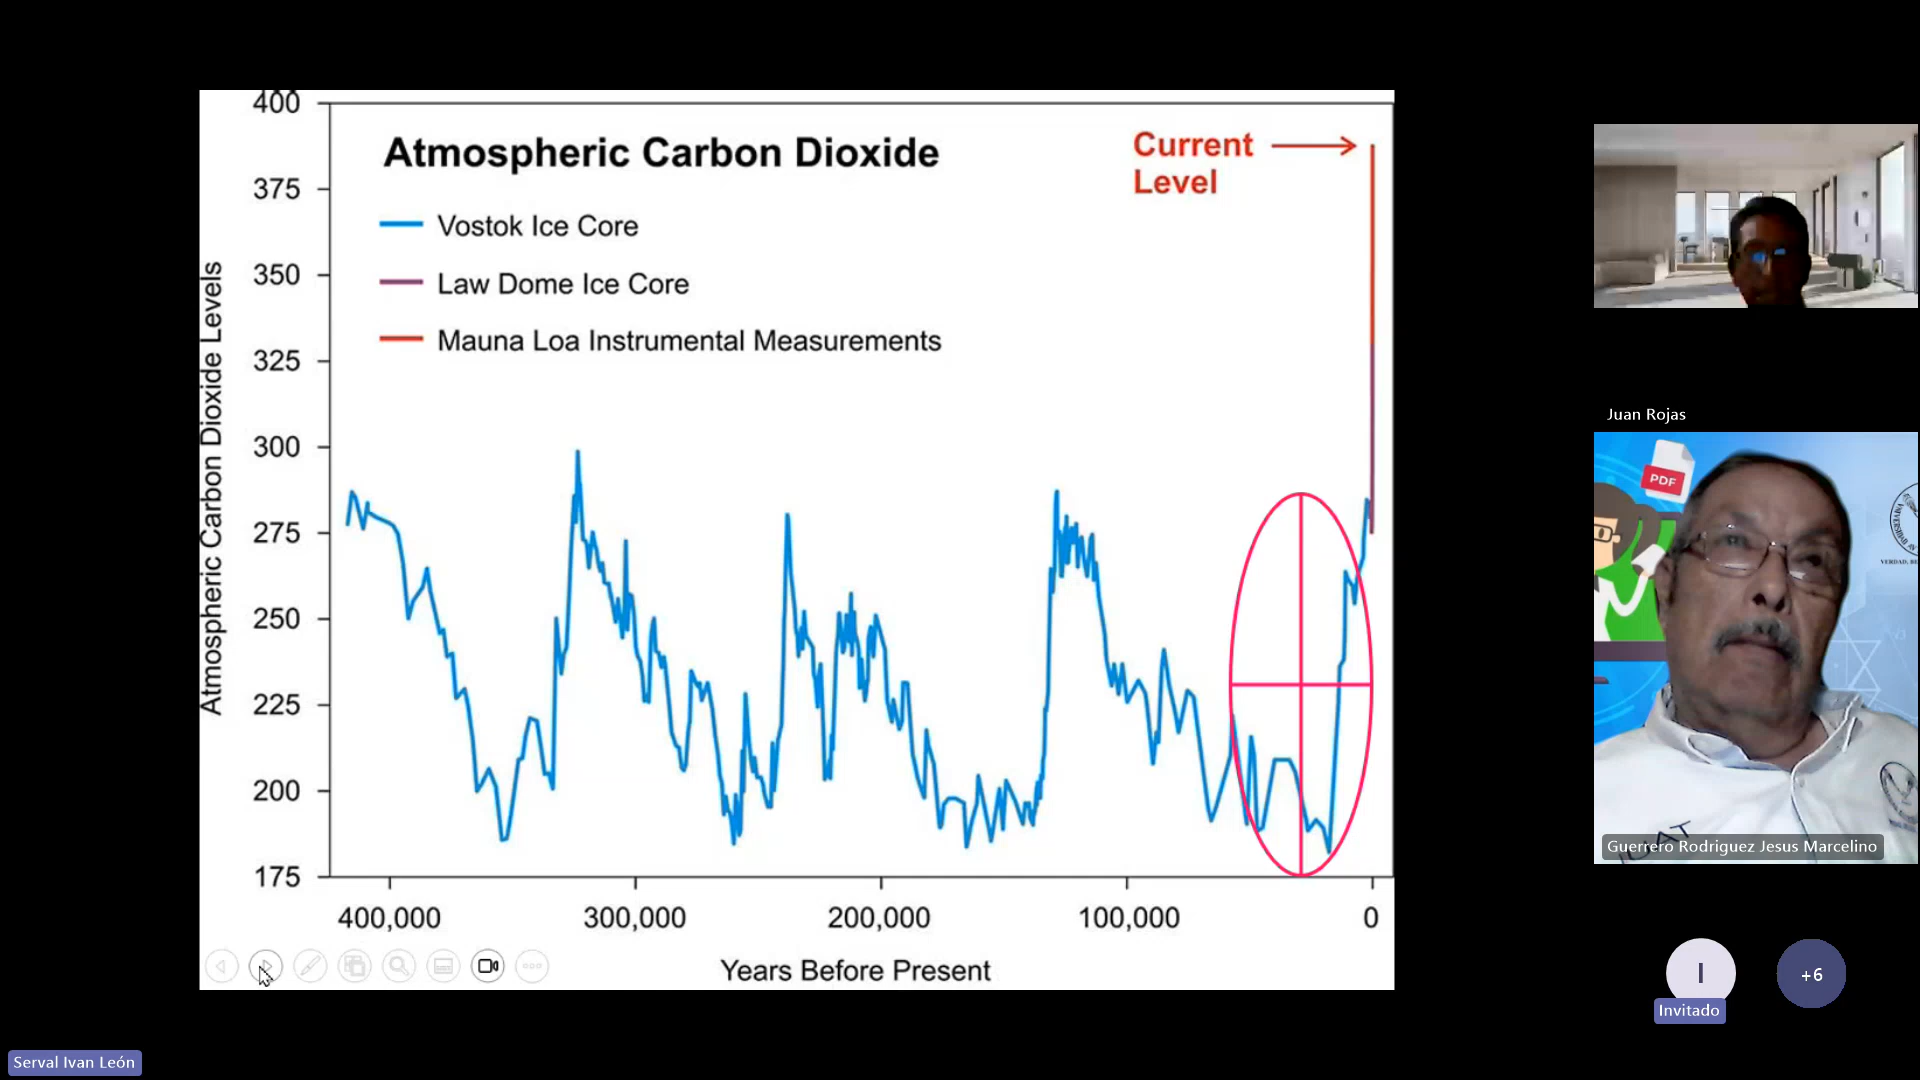 400
375
350
325
300
275
250
225
200
175
Atmospheric Carbon Dioxide Levels
Atmospheric Carbon Dioxide
Vostok Ice Core
Law Dome Ice Core
Mauna Loa Instrumental Measurements
Current
Level
400,000
300,000
200,000
100,000
0
Years Before Present
Juan Rojas
PDF
UAT
Guerrero Rodriguez Jesus Marcelino
I
+6
Invitado
Serval Ivan León